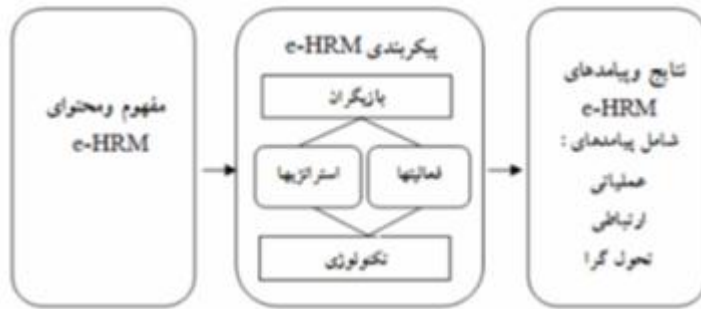 مفهوم ومحتوای
e-HRM
پیکربندی e-HRM
بازیگران
استراتژیها
فعالیتها
تکنولوژی
نتایج وپیامدهای
e-HRM
شامل پیامدهای :
عملیاتی
ارتباطی
تحول گرا